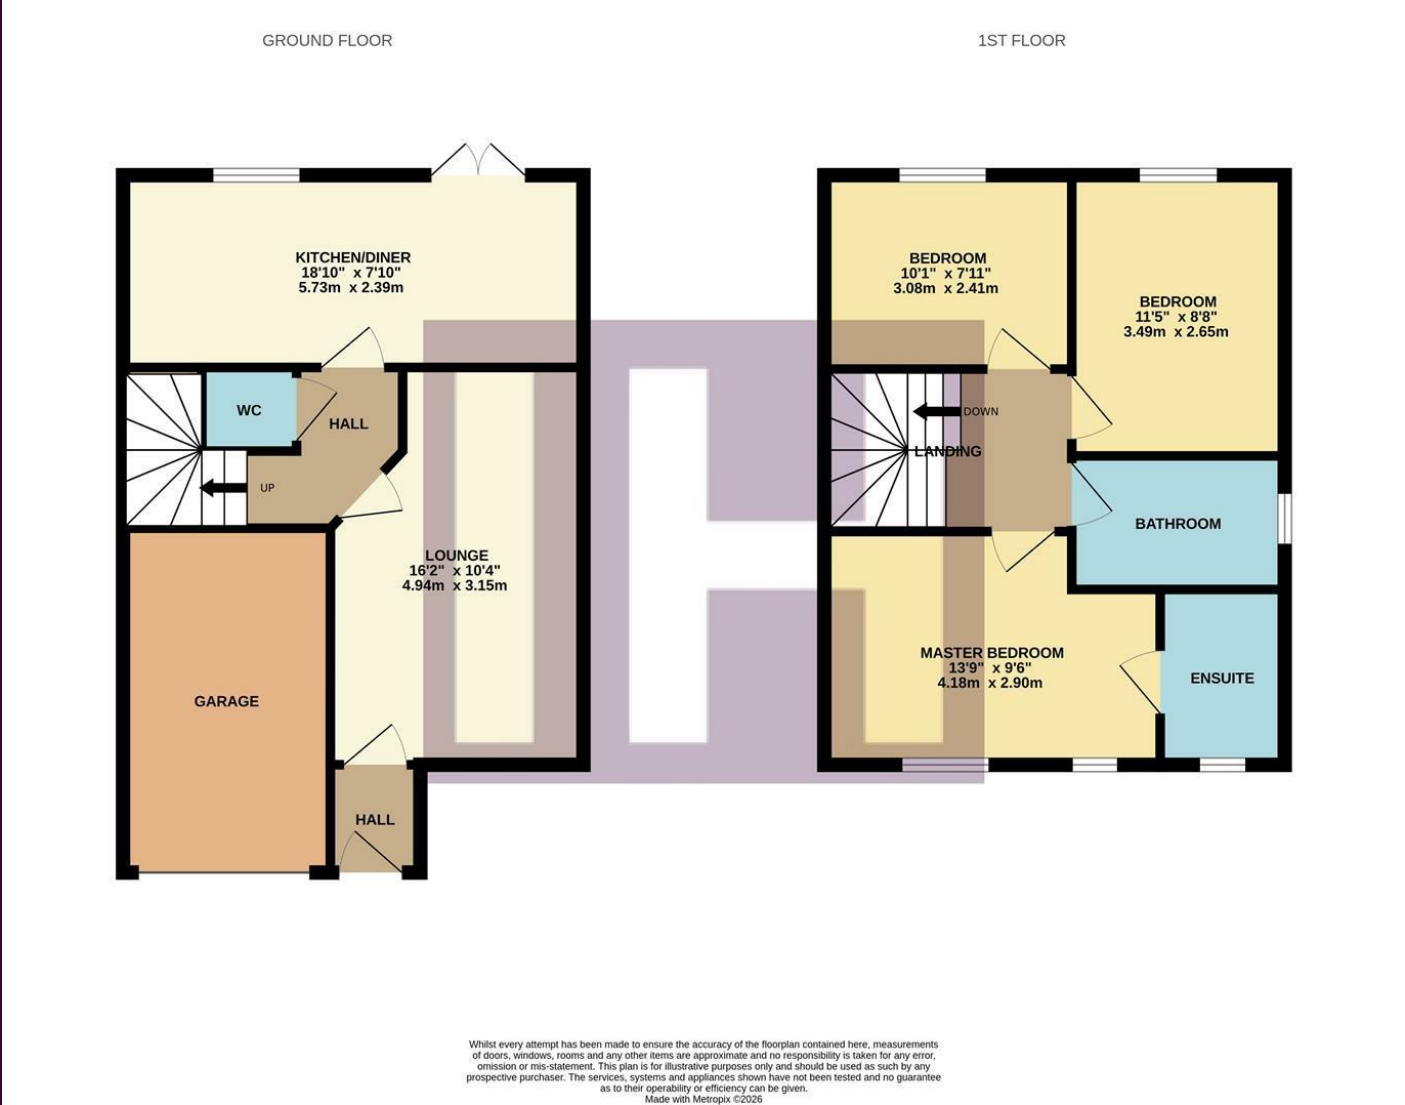 GROUND FLOOR
1ST FLOOR
KITCHEN/DINER
18'10" x 7'10"
5.73m x 2.39m
WC
HALL
UP
LOUNGE
16'2" x 10'4"
4.94m x 3.15m
GARAGE
HALL
BEDROOM
10'1" x 7'11"
3.08m x 2.41m
BEDROOM
11'5" x 8'8"
3.49m x 2.65m
DOWN
LANDING
BATHROOM
MASTER BEDROOM
13'9" x 9'6"
4.18m x 2.90m
ENSUITE
Whilst every attempt has been made to ensure the accuracy of the floorplan contained here, measurements
of doors, windows, rooms and any other items are approximate and no responsibility is taken for any error,
omission or mis-statement. This plan is for illustrative purposes only and should be used as such by any
prospective purchaser. The services, systems and appliances shown have not been tested and no guarantee
as to their operability or efficiency can be given.
Made with Metropix ©2026